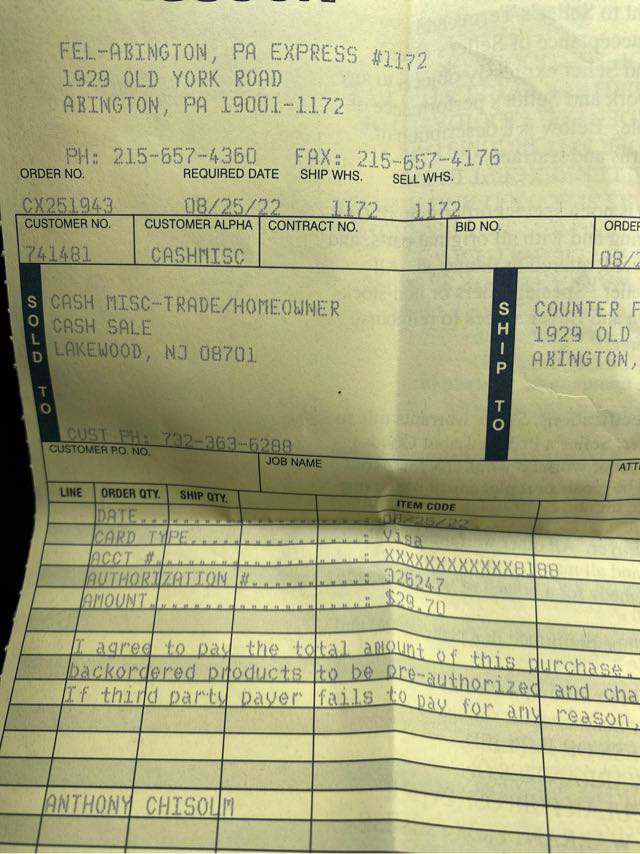 FEL-ABINGTON, PA EXPRESS #1172
1929 OLD YORK ROAD
ABINGTON, PA 19001-1172
PH: 215-657-4360 FAX: 215-657-4176
ORDER NO. REQUIRED DATE SHIP WHS. SELL WHS.
CX251943 08/25/22 1172 1172
CUSTOMER NO. CUSTOMER ALPHA CONTRACT NO. BID NO. ORDER
741481 CASHMISC 08/2
SOLD TO
CASH MISC-TRADE/HOMEOWNER
CASH SALE
LAKEWOOD, NJ 08701
CUST PH: 732-363-6288
SHIP TO
COUNTER F
1929 OLD
ABINGTON,
CUSTOMER P.O. NO. JOB NAME ATT
LINE ORDER QTY. SHIP QTY. ITEM CODE
DATE..............................: 08/25/22
CARD TYPE.........................: Visa
ACCT #............................: XXXXXXXXXXXX8188
AUTHORIZATION #...................: 326247
AMOUNT............................: $29.70
I agree to pay the total amount of this purchase.
backordered products to be pre-authorized and cha
If third party payer fails to pay for any reason,
ANTHONY CHISOLM